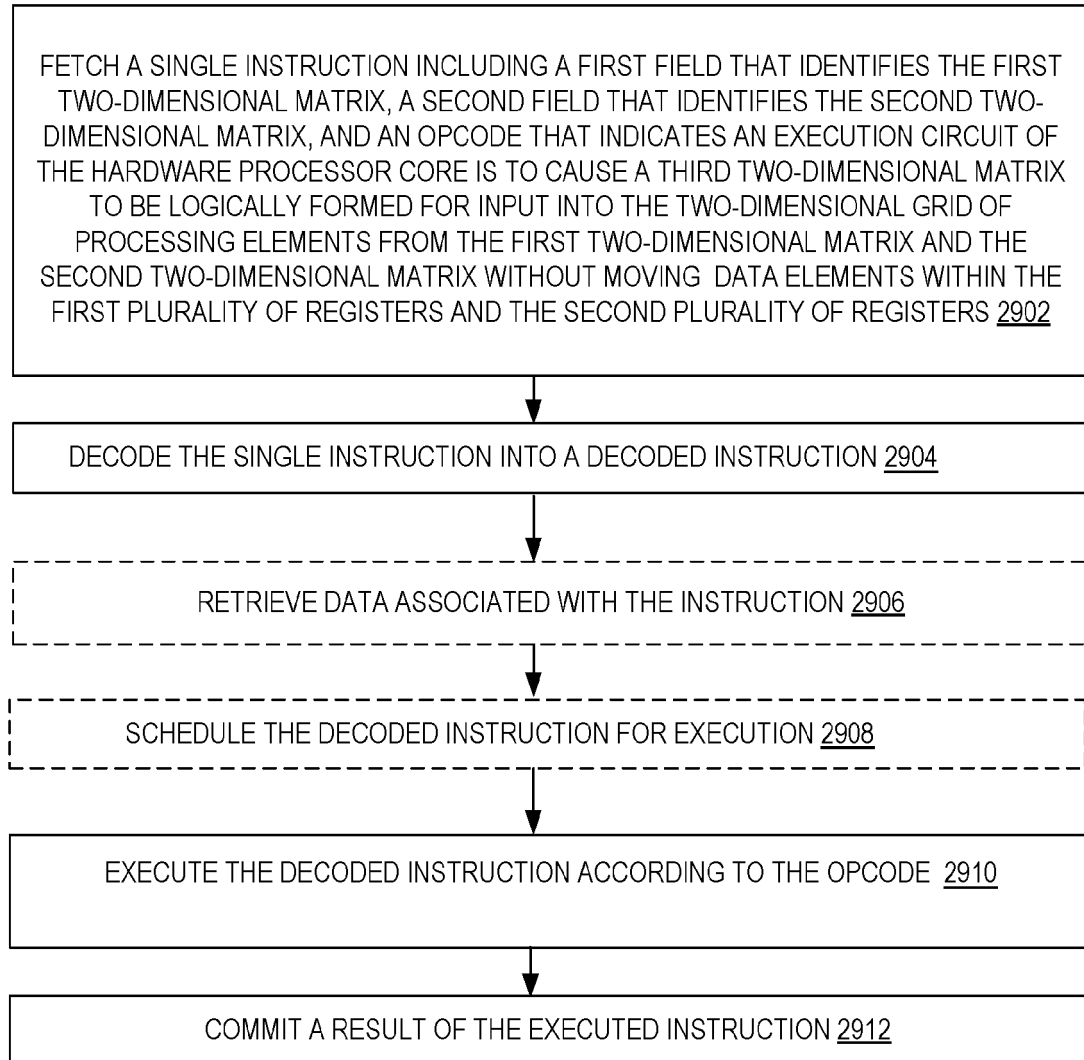 FETCH A SINGLE INSTRUCTION INCLUDING A FIRST FIELD THAT IDENTIFIES THE FIRST
TWO-DIMENSIONAL MATRIX, A SECOND FIELD THAT IDENTIFIES THE SECOND TWO-
DIMENSIONAL MATRIX, AND AN OPCODE THAT INDICATES AN EXECUTION CIRCUIT OF
THE HARDWARE PROCESSOR CORE IS TO CAUSE A THIRD TWO-DIMENSIONAL MATRIX
TO BE LOGICALLY FORMED FOR INPUT INTO THE TWO-DIMENSIONAL GRID OF
PROCESSING ELEMENTS FROM THE FIRST TWO-DIMENSIONAL MATRIX AND THE
SECOND TWO-DIMENSIONAL MATRIX WITHOUT MOVING DATA ELEMENTS WITHIN THE
FIRST PLURALITY OF REGISTERS AND THE SECOND PLURALITY OF REGISTERS 2902
DECODE THE SINGLE INSTRUCTION INTO A DECODED INSTRUCTION 2904
RETRIEVE DATA ASSOCIATED WITH THE INSTRUCTION 2906
SCHEDULE THE DECODED INSTRUCTION FOR EXECUTION 2908
EXECUTE THE DECODED INSTRUCTION ACCORDING TO THE OPCODE 2910
COMMIT A RESULT OF THE EXECUTED INSTRUCTION 2912